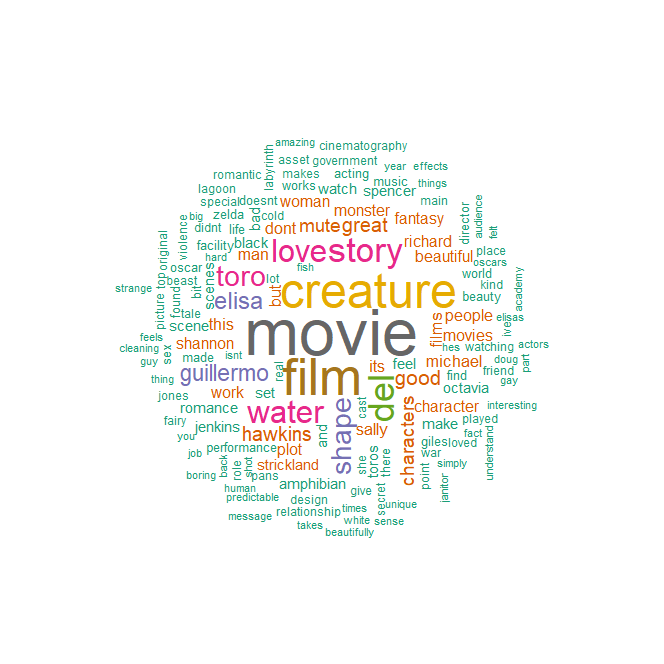 amazing
cinematography
labyrinth
asset
government
year
effects
romantic
makes
acting
things
lagoon
works
watch
spencer
music
main
special
doesnt
woman
monster
director
audience
felt
big
zelda
bad
cold
mutegreat
fantasy
didnt
life
dont
violence
facility
black
lovestory
richard
place
original
hard
man
beautiful
oscars
top
oscar
scenes
toro
fish
world
academy
strange
beast
bit
lot
creature
kind
picture
found
but
elisa
beauty
tale
this
movie
films
people
elisas
ive
feels
scene
movies
actors
cleaning
shannon
real
its
feel
hes
watching
sex
guy
made
isnt
film
michael
doug
part
thing
guillermo
del
good
find
friend
gay
jones
work
set
octavia
romance
water
shape
cast
characters
character
interesting
fairy
make
played
you
jenkins
hawkins
and
sally
giles
loved
fact
job
performance
plot
toros
there
war
understand
boring
back
role
shot
strickland
she
point
simply
human
pans
amphibian
secret
janitor
predictable
design
give
unique
message
relationship
times
takes
white
sense
beautifully